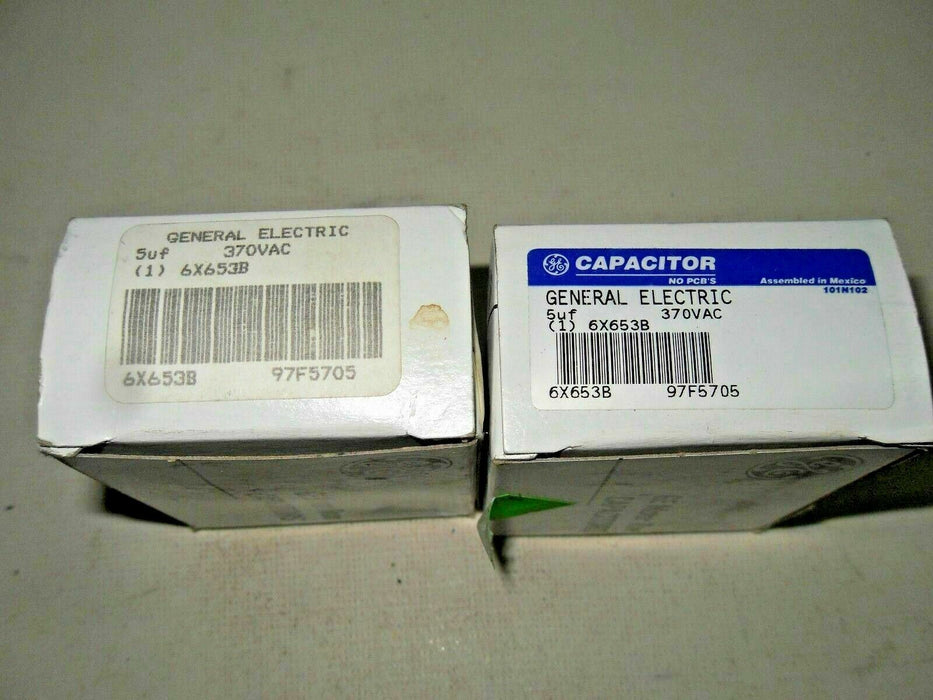 GENERAL ELECTRIC
5uf 370VAC
(1) 6X653B
6X653B 97F5705
GE CAPACITOR
NO PCB'S Assembled in Mexico
101N102
GENERAL ELECTRIC
5uf 370VAC
(1) 6X653B
6X653B 97F5705